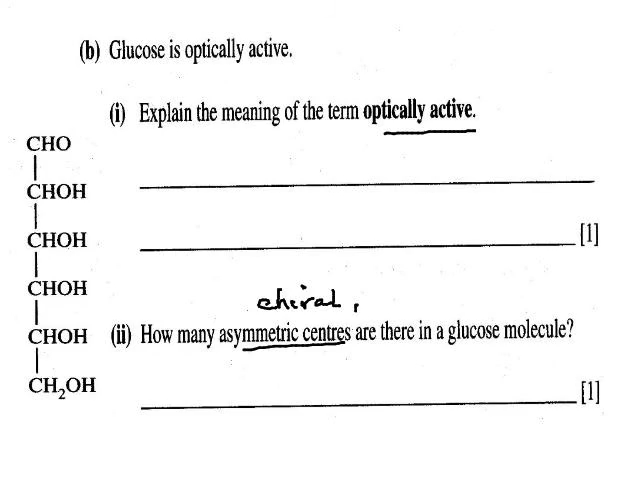 (b) Glucose is optically active.
(i) Explain the meaning of the term optically active.
CHO
CHOH
CHOH
[1]
CHOH
chiral,
CHOH
(ii) How many asymmetric centres are there in a glucose molecule?
CH₂OH
[1]